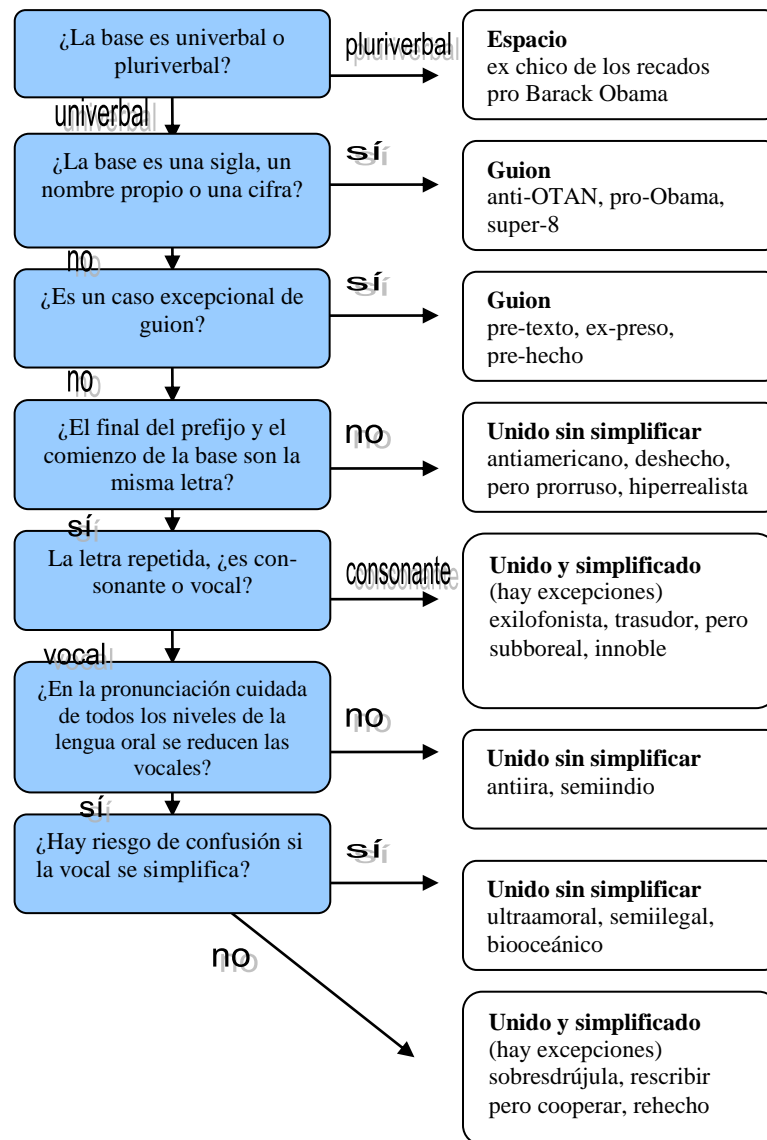 ¿La base es univerbal o
pluriverbal?
pluriverbal
Espacio
ex chico de los recados
pro Barack Obama
univerbal
¿La base es una sigla, un
nombre propio o una cifra?
sí
Guion
anti-OTAN, pro-Obama,
super-8
no
¿Es un caso excepcional de
guion?
sí
Guion
pre-texto, ex-preso,
pre-hecho
no
¿El final del prefijo y el
comienzo de la base son la
misma letra?
no
Unido sin simplificar
antiamericano, deshecho,
pero prorruso, hiperrealista
sí
La letra repetida, ¿es con-
sonante o vocal?
consonante
Unido y simplificado
(hay excepciones)
exilofonista, trasudor, pero
subboreal, innoble
vocal
¿En la pronunciación cuidada
de todos los niveles de la
lengua oral se reducen las
vocales?
no
Unido sin simplificar
antiira, semiindio
sí
¿Hay riesgo de confusión si
la vocal se simplifica?
sí
Unido sin simplificar
ultraamoral, semiilegal,
biooceánico
no
Unido y simplificado
(hay excepciones)
sobresdrújula, rescribir
pero cooperar, rehecho